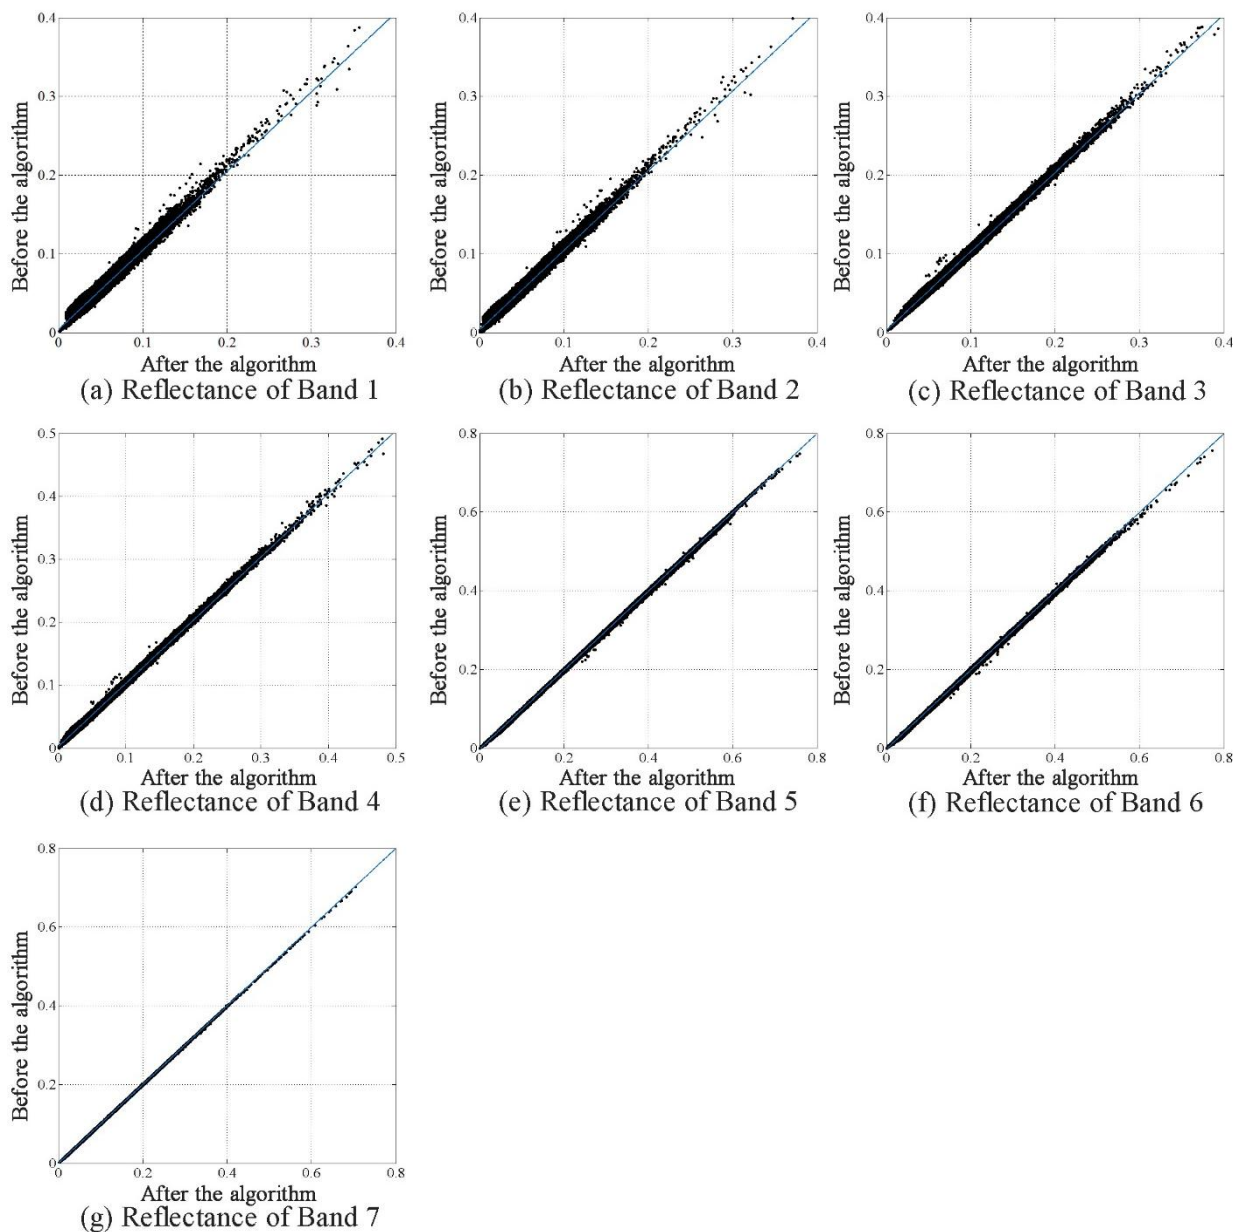 0.4
0.3
0.2
0.1
0
Before the algorithm
0 0.1 0.2 0.3 0.4
After the algorithm
(a) Reflectance of Band 1
0.4
0.3
0.2
0.1
0
Before the algorithm
0 0.1 0.2 0.3 0.4
After the algorithm
(b) Reflectance of Band 2
0.4
0.3
0.2
0.1
0
Before the algorithm
0 0.1 0.2 0.3 0.4
After the algorithm
(c) Reflectance of Band 3
0.5
0.4
0.3
0.2
0.1
0
Before the algorithm
0 0.1 0.2 0.3 0.4 0.5
After the algorithm
(d) Reflectance of Band 4
0.8
0.6
0.4
0.2
0
Before the algorithm
0 0.2 0.4 0.6 0.8
After the algorithm
(e) Reflectance of Band 5
0.8
0.6
0.4
0.2
0
Before the algorithm
0 0.2 0.4 0.6 0.8
After the algorithm
(f) Reflectance of Band 6
0.8
0.6
0.4
0.2
0
Before the algorithm
0 0.2 0.4 0.6 0.8
After the algorithm
(g) Reflectance of Band 7